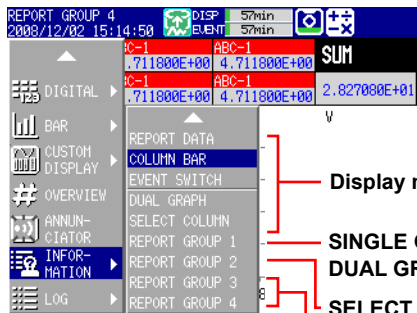 REPORT GROUP 4
2008/12/02 15:14:50
DISP 57min
EVENT 57min
C-1 ABC-1 SUM
.711800E+00 4.711800E+00
C-1 ABC-1
.711800E+00 4.711800E+00 2.827080E+01
V
DIGITAL
BAR
CUSTOM
DISPLAY
OVERVIEW
ANNUN-
CIATOR
INFOR-
MATION
LOG
REPORT DATA
COLUMN BAR
EVENT SWITCH
DUAL GRAPH
SELECT COLUMN
REPORT GROUP 1
REPORT GROUP 2
REPORT GROUP 3
REPORT GROUP 4
8
Display
SINGLE
DUAL
SELECT